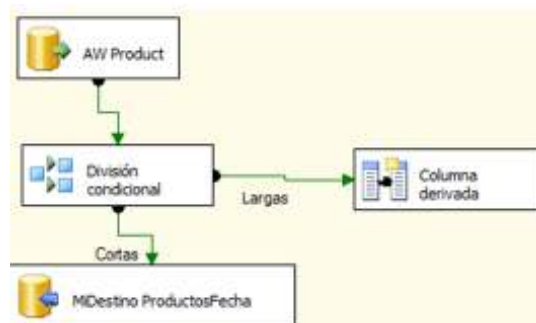 AW Product
División
condicional
Largas
Columna
derivada
Cortas
MiDestino ProductosFecha